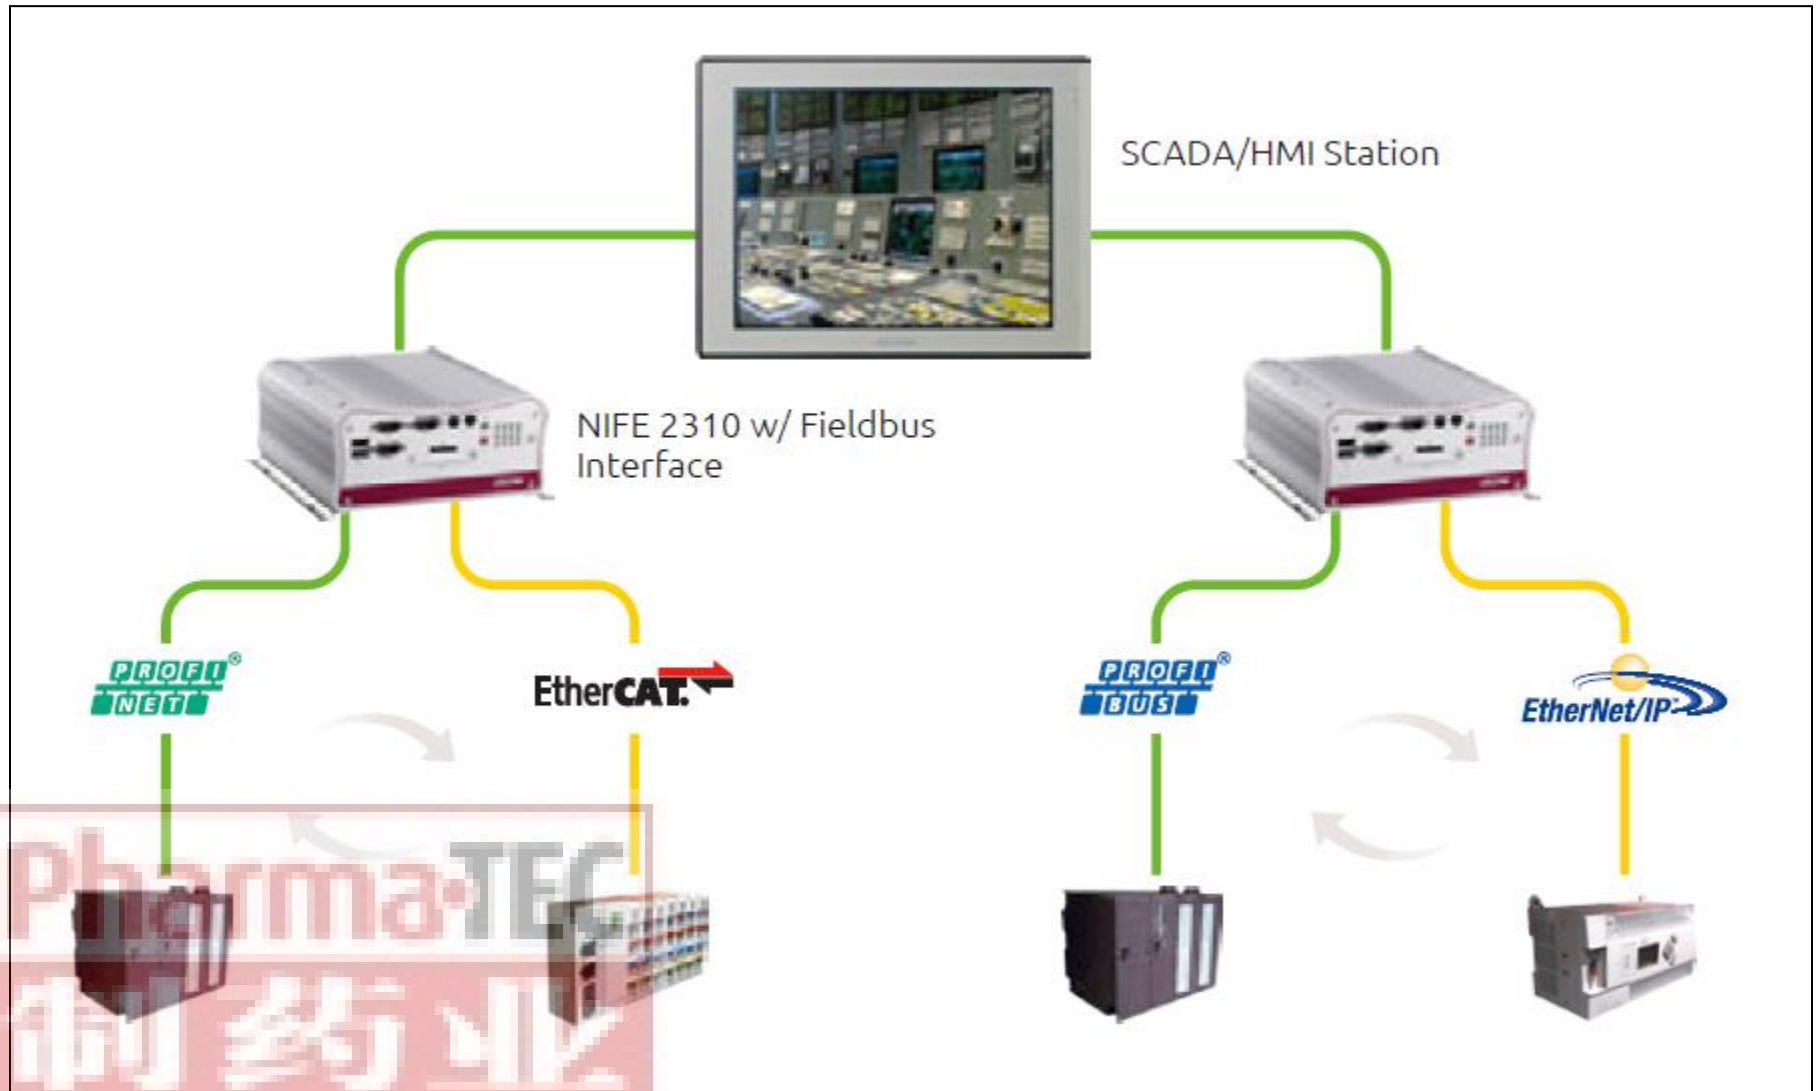 SCADA/HMI Station
NIFE 2310 w/ Fieldbus
Interface
PROFI®
NET
EtherCAT.
PROFI®
BUS
EtherNet/IP
Pharma•TEC
制药业